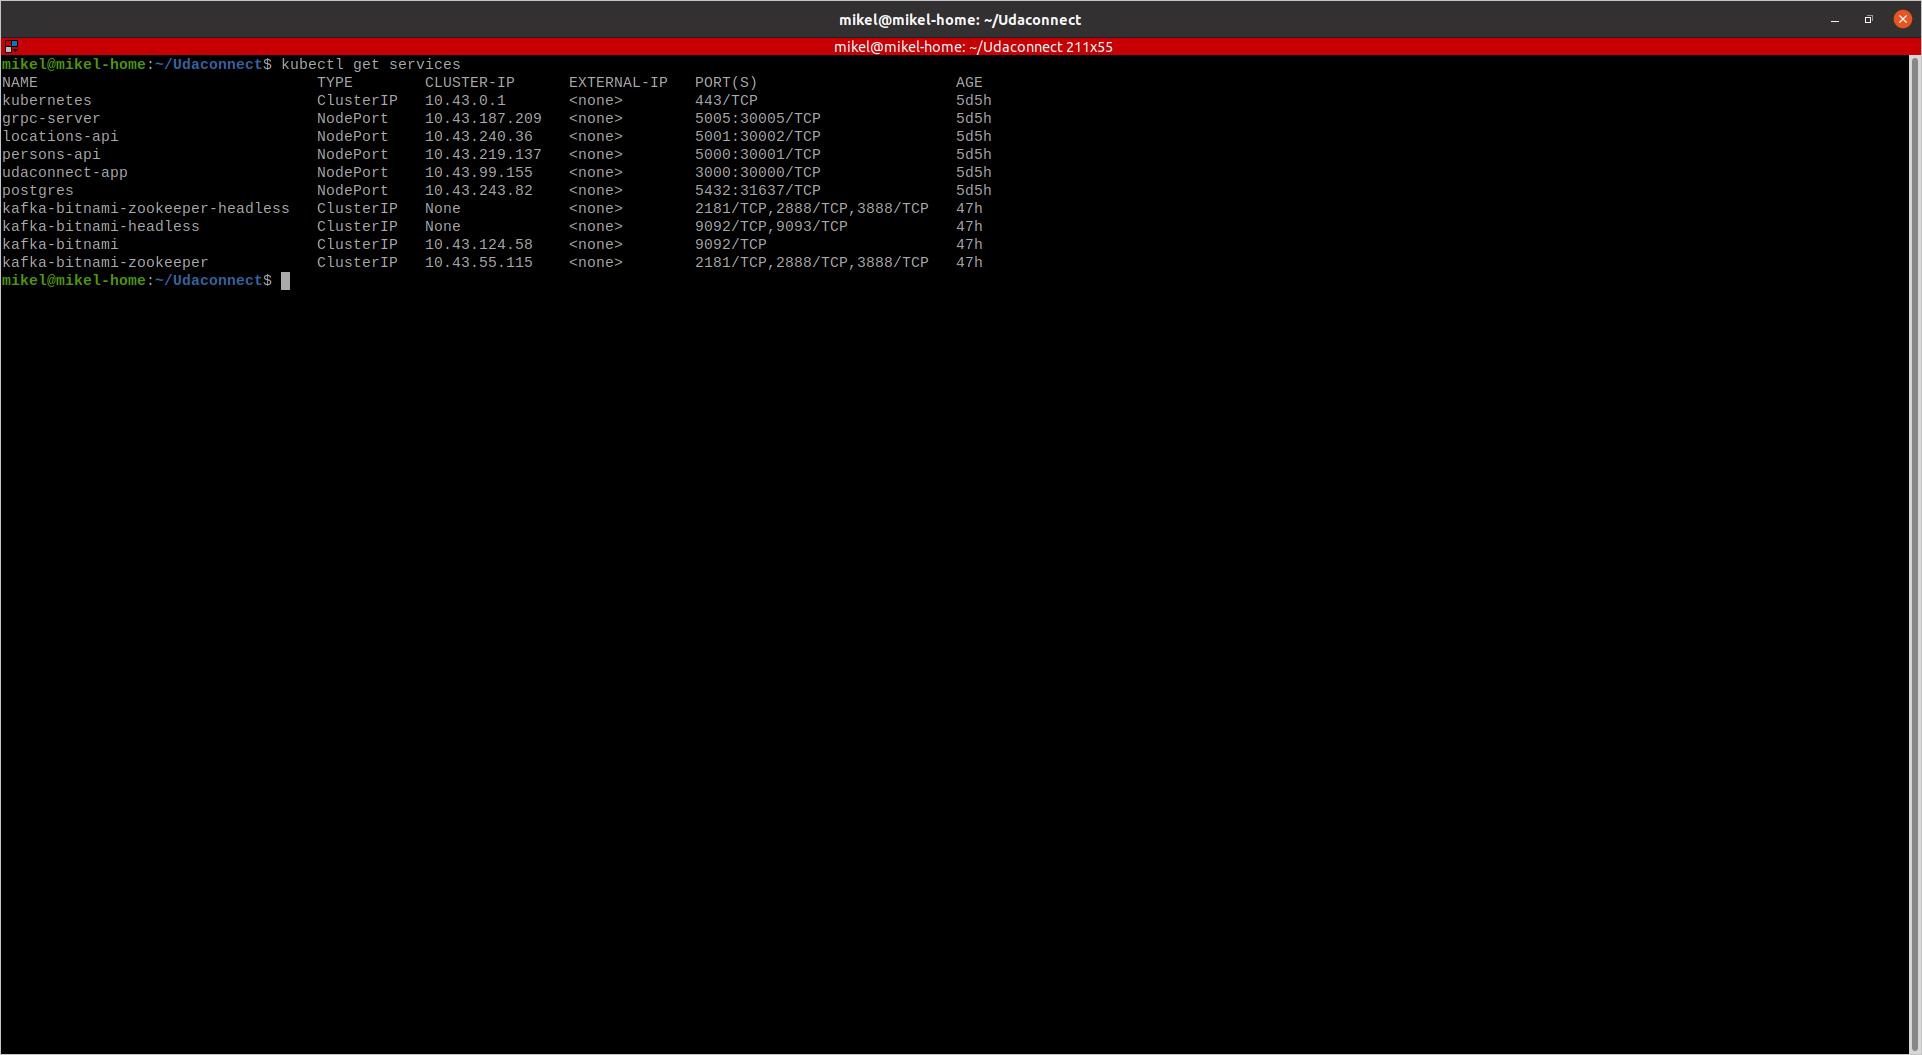 mikel@mikel-home: ~/Udaconnect
mikel@mikel-home: ~/Udaconnect 211x55
mikel@mikel-home:~/Udaconnect$ kubectl get services
NAME                               TYPE        CLUSTER-IP      EXTERNAL-IP   PORT(S)                      AGE
kubernetes                         ClusterIP   10.43.0.1       <none>        443/TCP                      5d5h
grpc-server                        NodePort    10.43.187.209   <none>        5005:30005/TCP               5d5h
locations-api                      NodePort    10.43.240.36    <none>        5001:30002/TCP               5d5h
persons-api                        NodePort    10.43.219.137   <none>        5000:30001/TCP               5d5h
udaconnect-app                     NodePort    10.43.99.155    <none>        3000:30000/TCP               5d5h
postgres                           NodePort    10.43.243.82    <none>        5432:31637/TCP               5d5h
kafka-bitnami-zookeeper-headless   ClusterIP   None            <none>        2181/TCP,2888/TCP,3888/TCP   47h
kafka-bitnami-headless             ClusterIP   None            <none>        9092/TCP,9093/TCP            47h
kafka-bitnami                      ClusterIP   10.43.124.58    <none>        9092/TCP                     47h
kafka-bitnami-zookeeper            ClusterIP   10.43.55.115    <none>        2181/TCP,2888/TCP,3888/TCP   47h
mikel@mikel-home:~/Udaconnect$